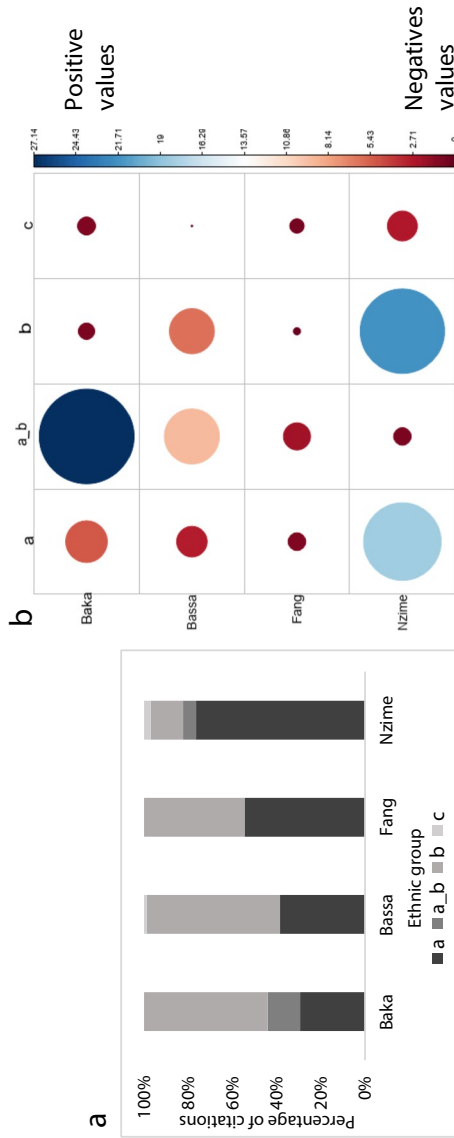 a
100%
80%
60%
40%
20%
0%
Percentage of citations
Baka
Bassa
Fang
Nzime
Ethnic group
a a_b b c
b
a
a_b
b
c
Baka
Bassa
Fang
Nzime
27.14
24.43
21.71
19
16.29
13.57
10.86
8.14
5.43
2.71
0
Positive
values
Negatives
values